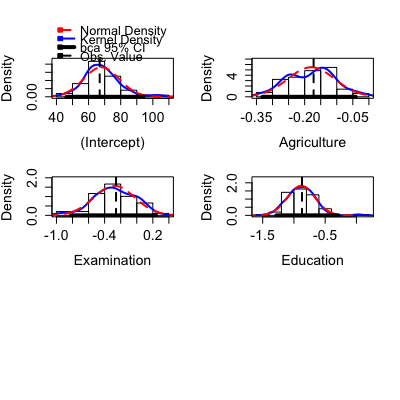 Normal Density
Kernel Density
bca 95% CI
Obs. Value
Density
0.00
40 60 80 100
(Intercept)
Density
0 4
-0.35 -0.20 -0.05
Agriculture
Density
0.0 2.0
-1.0 -0.4 0.2
Examination
Density
0.0 2.0
-1.5 -0.5
Education